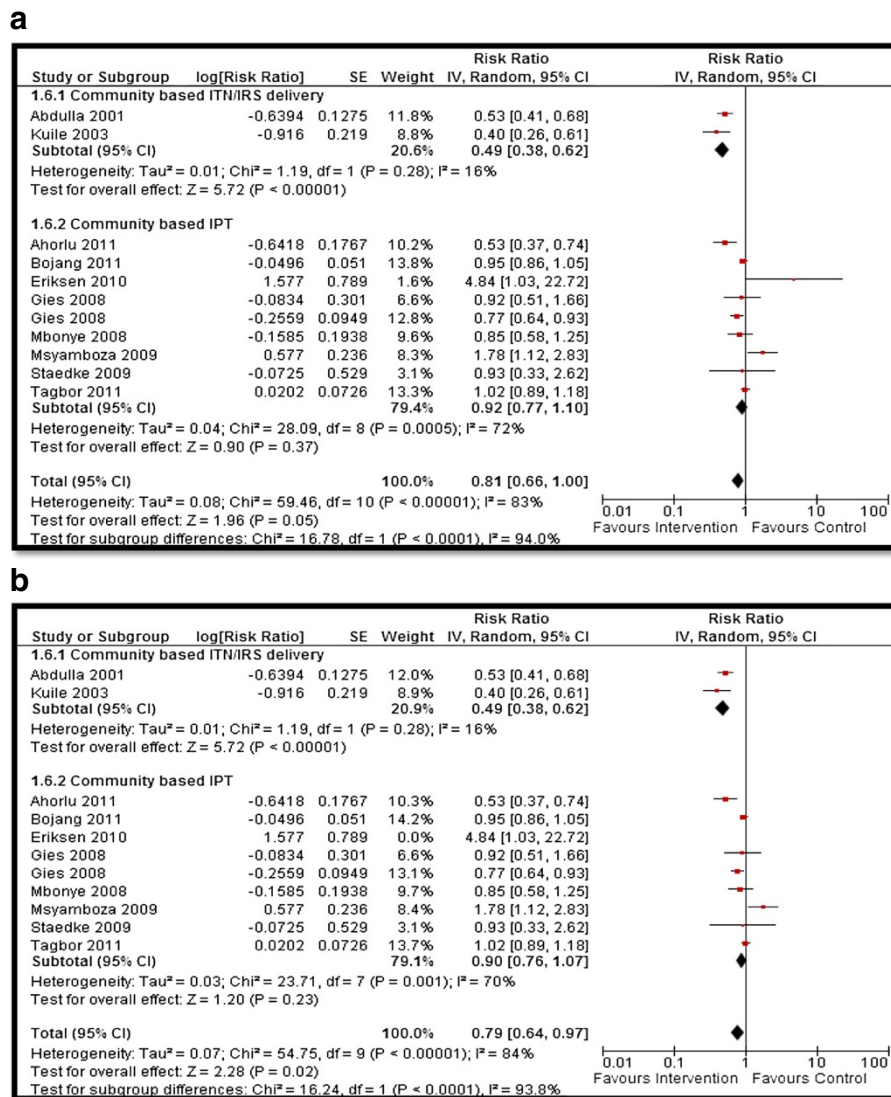 a
Risk Ratio Risk Ratio
Study or Subgroup log[Risk Ratio] SE Weight IV, Random, 95% CI IV, Random, 95% CI
1.6.1 Community based ITN/IRS delivery
Abdulla 2001 -0.6394 0.1275 11.8% 0.53 [0.41, 0.68]
Kuile 2003 -0.916 0.219 8.8% 0.40 [0.26, 0.61]
Subtotal (95% CI) 20.6% 0.49 [0.38, 0.62]
Heterogeneity: Tau² = 0.01; Chi² = 1.19, df = 1 (P = 0.28); I² = 16%
Test for overall effect: Z = 5.72 (P < 0.00001)
1.6.2 Community based IPT
Ahorlu 2011 -0.6418 0.1767 10.2% 0.53 [0.37, 0.74]
Bojang 2011 -0.0496 0.051 13.8% 0.95 [0.86, 1.05]
Eriksen 2010 1.577 0.789 1.6% 4.84 [1.03, 22.72]
Gies 2008 -0.0834 0.301 6.6% 0.92 [0.51, 1.66]
Gies 2008 -0.2559 0.0949 12.8% 0.77 [0.64, 0.93]
Mbonye 2008 -0.1585 0.1938 9.6% 0.85 [0.58, 1.25]
Msyamboza 2009 0.577 0.236 8.3% 1.78 [1.12, 2.83]
Staedke 2009 -0.0725 0.529 3.1% 0.93 [0.33, 2.62]
Tagbor 2011 0.0202 0.0726 13.3% 1.02 [0.89, 1.18]
Subtotal (95% CI) 79.4% 0.92 [0.77, 1.10]
Heterogeneity: Tau² = 0.04; Chi² = 28.09, df = 8 (P = 0.0005); I² = 72%
Test for overall effect: Z = 0.90 (P = 0.37)
Total (95% CI) 100.0% 0.81 [0.66, 1.00]
Heterogeneity: Tau² = 0.08; Chi² = 59.46, df = 10 (P < 0.00001); I² = 83%
Test for overall effect: Z = 1.96 (P = 0.05)
Test for subgroup differences: Chi² = 16.78, df = 1 (P < 0.0001), I² = 94.0%
0.01 0.1 1 10 100
Favours Intervention Favours Control
b
Risk Ratio Risk Ratio
Study or Subgroup log[Risk Ratio] SE Weight IV, Random, 95% CI IV, Random, 95% CI
1.6.1 Community based ITN/IRS delivery
Abdulla 2001 -0.6394 0.1275 12.0% 0.53 [0.41, 0.68]
Kuile 2003 -0.916 0.219 8.9% 0.40 [0.26, 0.61]
Subtotal (95% CI) 20.9% 0.49 [0.38, 0.62]
Heterogeneity: Tau² = 0.01; Chi² = 1.19, df = 1 (P = 0.28); I² = 16%
Test for overall effect: Z = 5.72 (P < 0.00001)
1.6.2 Community based IPT
Ahorlu 2011 -0.6418 0.1767 10.3% 0.53 [0.37, 0.74]
Bojang 2011 -0.0496 0.051 14.2% 0.95 [0.86, 1.05]
Eriksen 2010 1.577 0.789 0.0% 4.84 [1.03, 22.72]
Gies 2008 -0.0834 0.301 6.6% 0.92 [0.51, 1.66]
Gies 2008 -0.2559 0.0949 13.1% 0.77 [0.64, 0.93]
Mbonye 2008 -0.1585 0.1938 9.7% 0.85 [0.58, 1.25]
Msyamboza 2009 0.577 0.236 8.4% 1.78 [1.12, 2.83]
Staedke 2009 -0.0725 0.529 3.1% 0.93 [0.33, 2.62]
Tagbor 2011 0.0202 0.0726 13.7% 1.02 [0.89, 1.18]
Subtotal (95% CI) 79.1% 0.90 [0.76, 1.07]
Heterogeneity: Tau² = 0.03; Chi² = 23.71, df = 7 (P = 0.001); I² = 70%
Test for overall effect: Z = 1.20 (P = 0.23)
Total (95% CI) 100.0% 0.79 [0.64, 0.97]
Heterogeneity: Tau² = 0.07; Chi² = 54.75, df = 9 (P < 0.00001); I² = 84%
Test for overall effect: Z = 2.28 (P = 0.02)
Test for subgroup differences: Chi² = 16.24, df = 1 (P < 0.0001), I² = 93.8%
0.01 0.1 1 10 100
Favours Intervention Favours Control